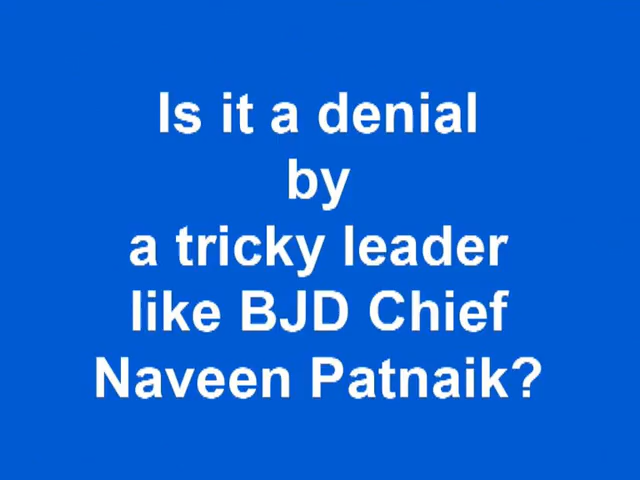 Is it a denial
by
a tricky leader
like BJD Chief
Naveen Patnaik?